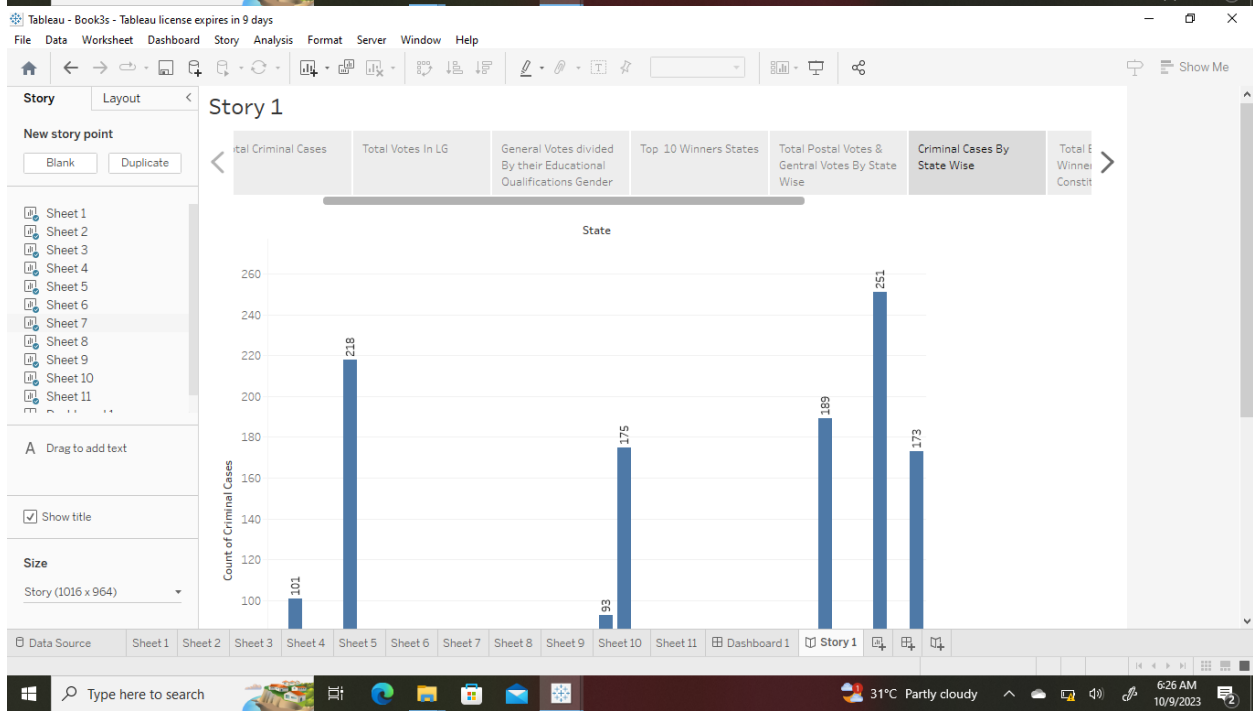 Tableau - Book3s - Tableau license expires in 9 days
File Data Worksheet Dashboard Story Analysis Format Server Window Help
Show Me
Story Layout
New story point
Blank Duplicate
Sheet 1
Sheet 2
Sheet 3
Sheet 4
Sheet 5
Sheet 6
Sheet 7
Sheet 8
Sheet 9
Sheet 10
Sheet 11
A Drag to add text
Show title
Size
Story (1016 x 964)
Story 1
Criminal Cases
Total Votes In LG
General Votes divided
By their Educational
Qualifications Gender
Top 10 Winners States
Total Postal Votes &
Gentral Votes By State
Wise
Criminal Cases By
State Wise
Total
State
Count of Criminal Cases
260
240
220
200
180
160
140
120
100
101
218
93
175
189
251
173
Data Source Sheet 1 Sheet 2 Sheet 3 Sheet 4 Sheet 5 Sheet 6 Sheet 7 Sheet 8 Sheet 9 Sheet 10 Sheet 11 Dashboard 1 Story 1
Type here to search
31°C Partly cloudy
6:26 AM
10/9/2023
2